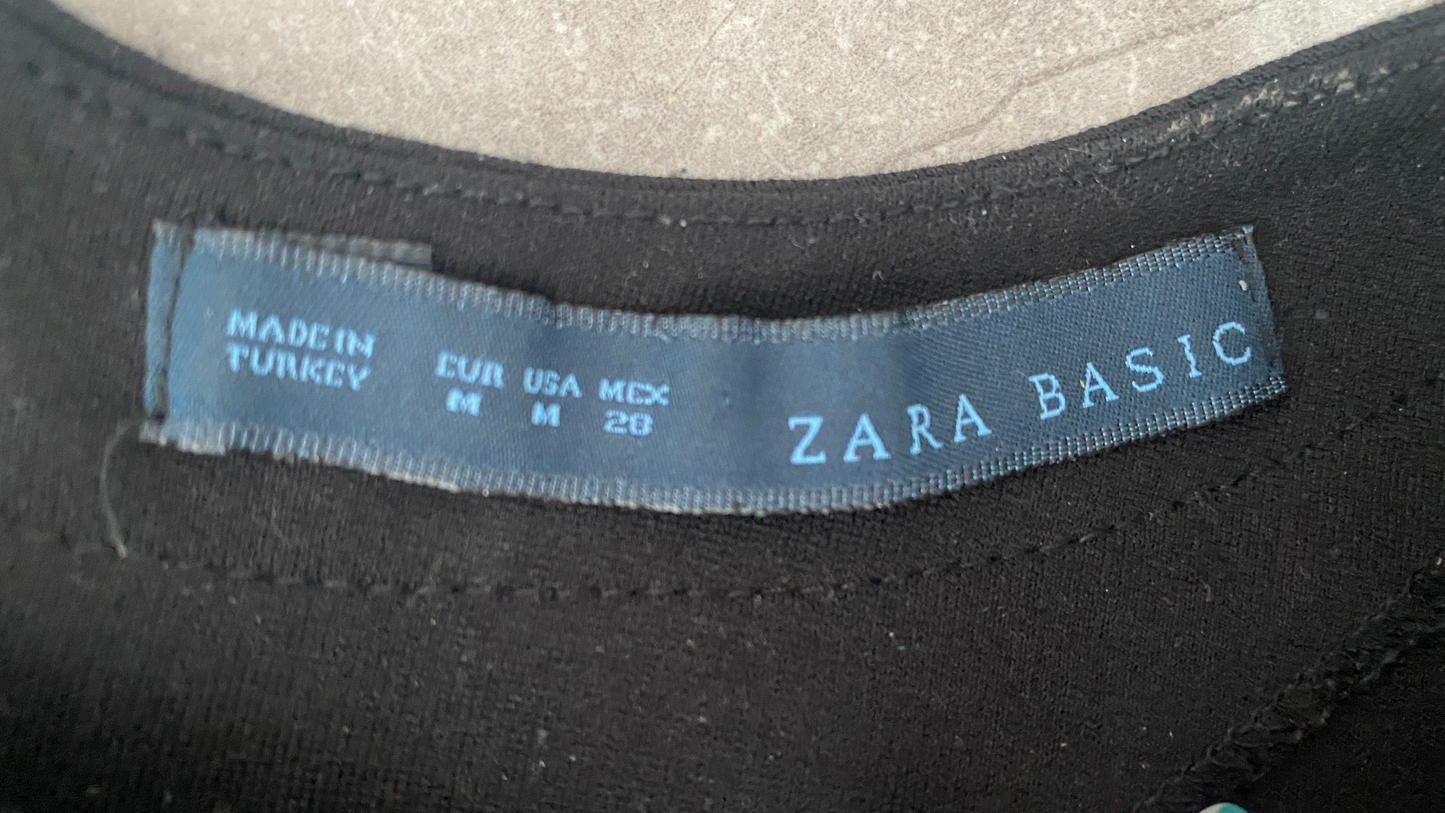 MADE IN
TURKEY
EUR USA MEX
M M 28
ZARA BASIC